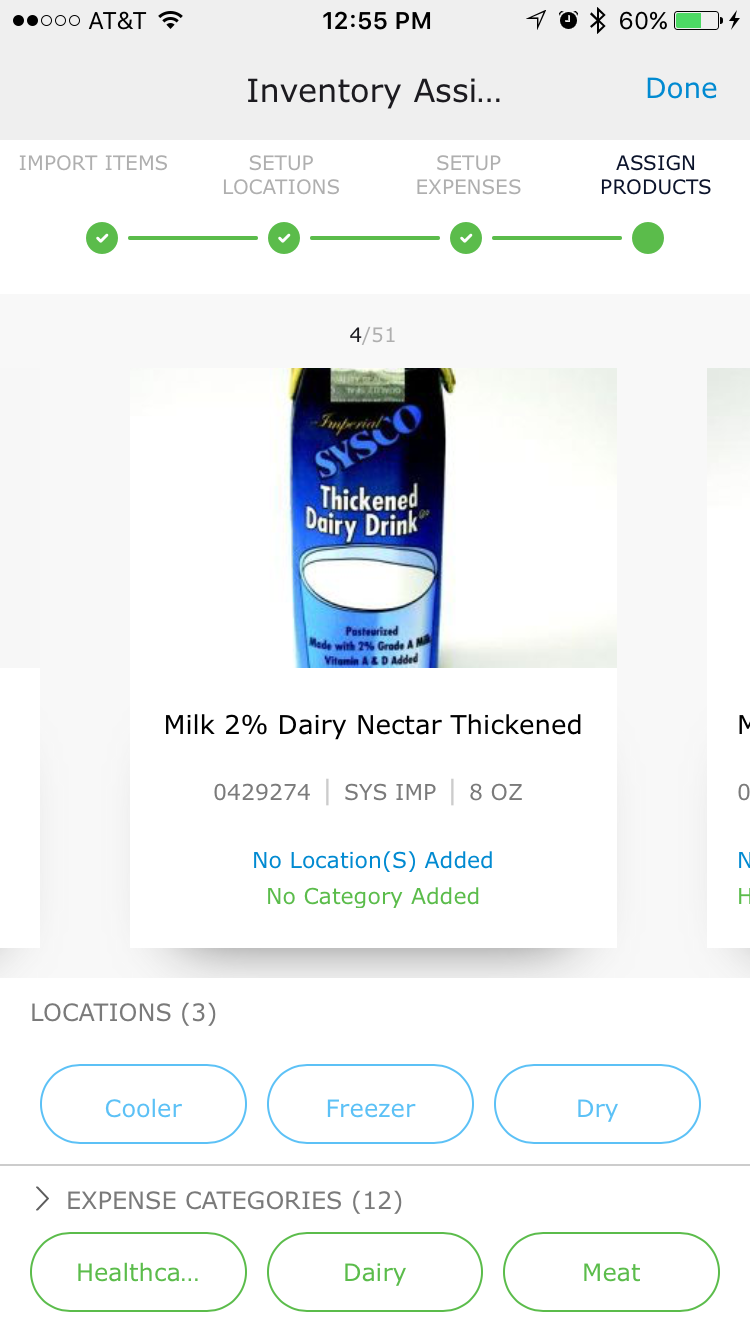 AT&T 12:55 PM 60%
Inventory Assi... Done
IMPORT ITEMS
SETUP
LOCATIONS
SETUP
EXPENSES
ASSIGN
PRODUCTS
4/51
Imperial
SYSCO
Thickened
Dairy Drink
Pasteurized
Made with 2% Grade A Milk
Vitamin A & D Added
Milk 2% Dairy Nectar Thickened
0429274 | SYS IMP | 8 OZ
No Location(S) Added
No Category Added
M
0
N
H
LOCATIONS (3)
Cooler
Freezer
Dry
EXPENSE CATEGORIES (12)
Healthca...
Dairy
Meat